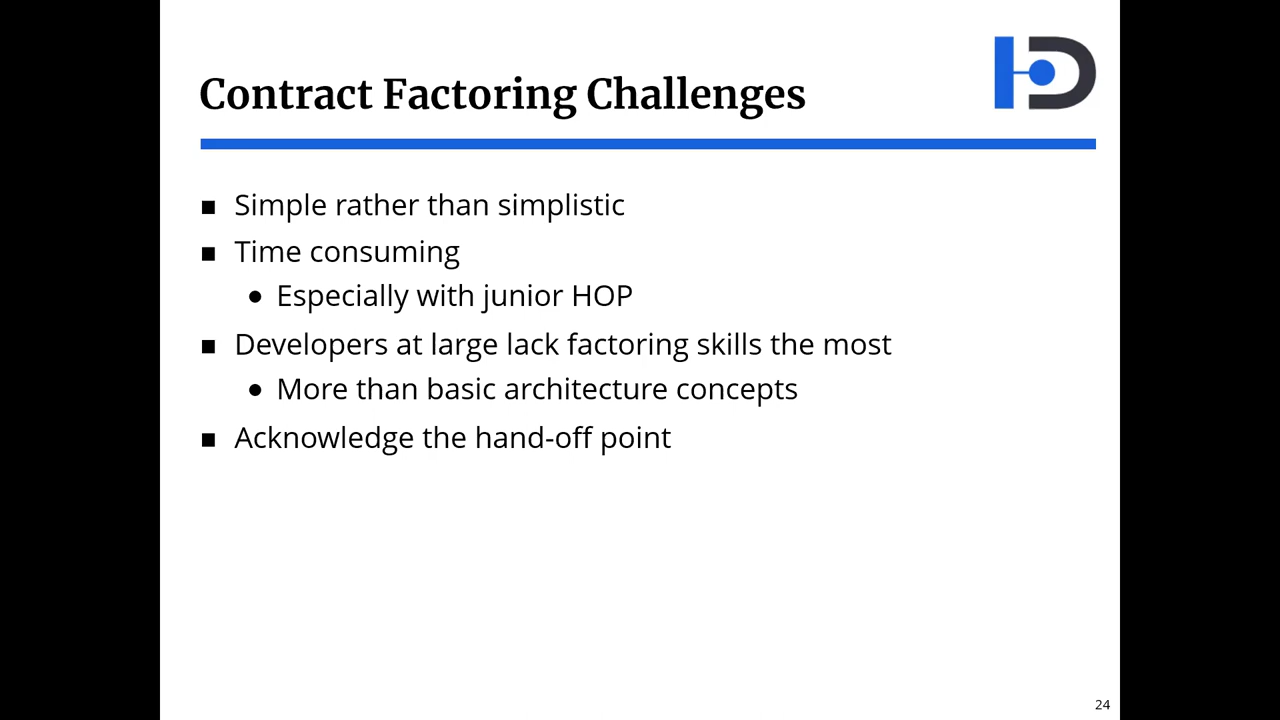 Contract Factoring Challenges
Simple rather than simplistic
Time consuming
Especially with junior HOP
Developers at large lack factoring skills the most
More than basic architecture concepts
Acknowledge the hand-off point
24